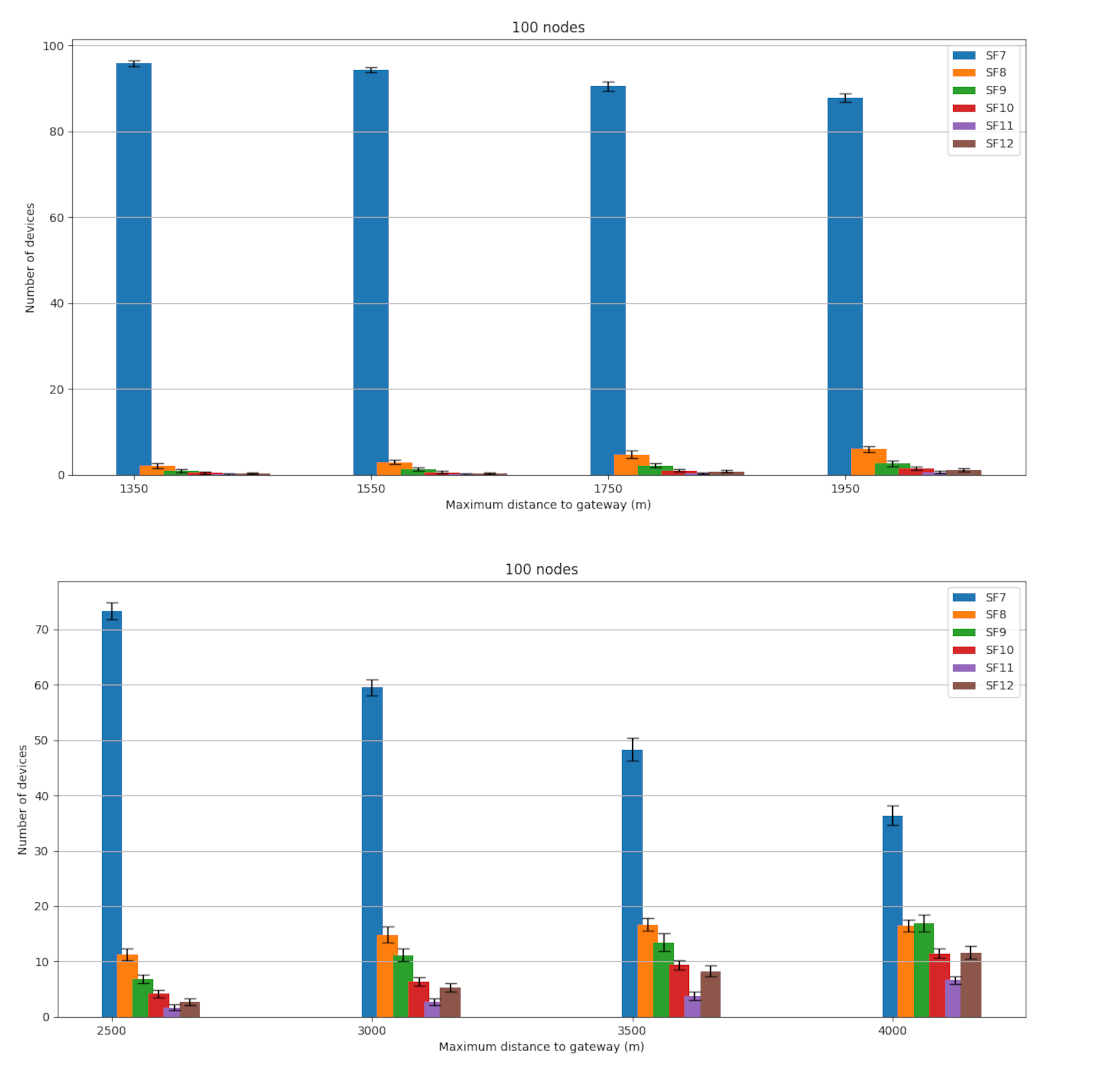 100 nodes
100
80
60
40
20
0
Number of devices
SF7
SF8
SF9
SF10
SF11
SF12
1350 1550 1750 1950
Maximum distance to gateway (m)
100 nodes
70
60
50
40
30
20
10
0
Number of devices
SF7
SF8
SF9
SF10
SF11
SF12
2500 3000 3500 4000
Maximum distance to gateway (m)